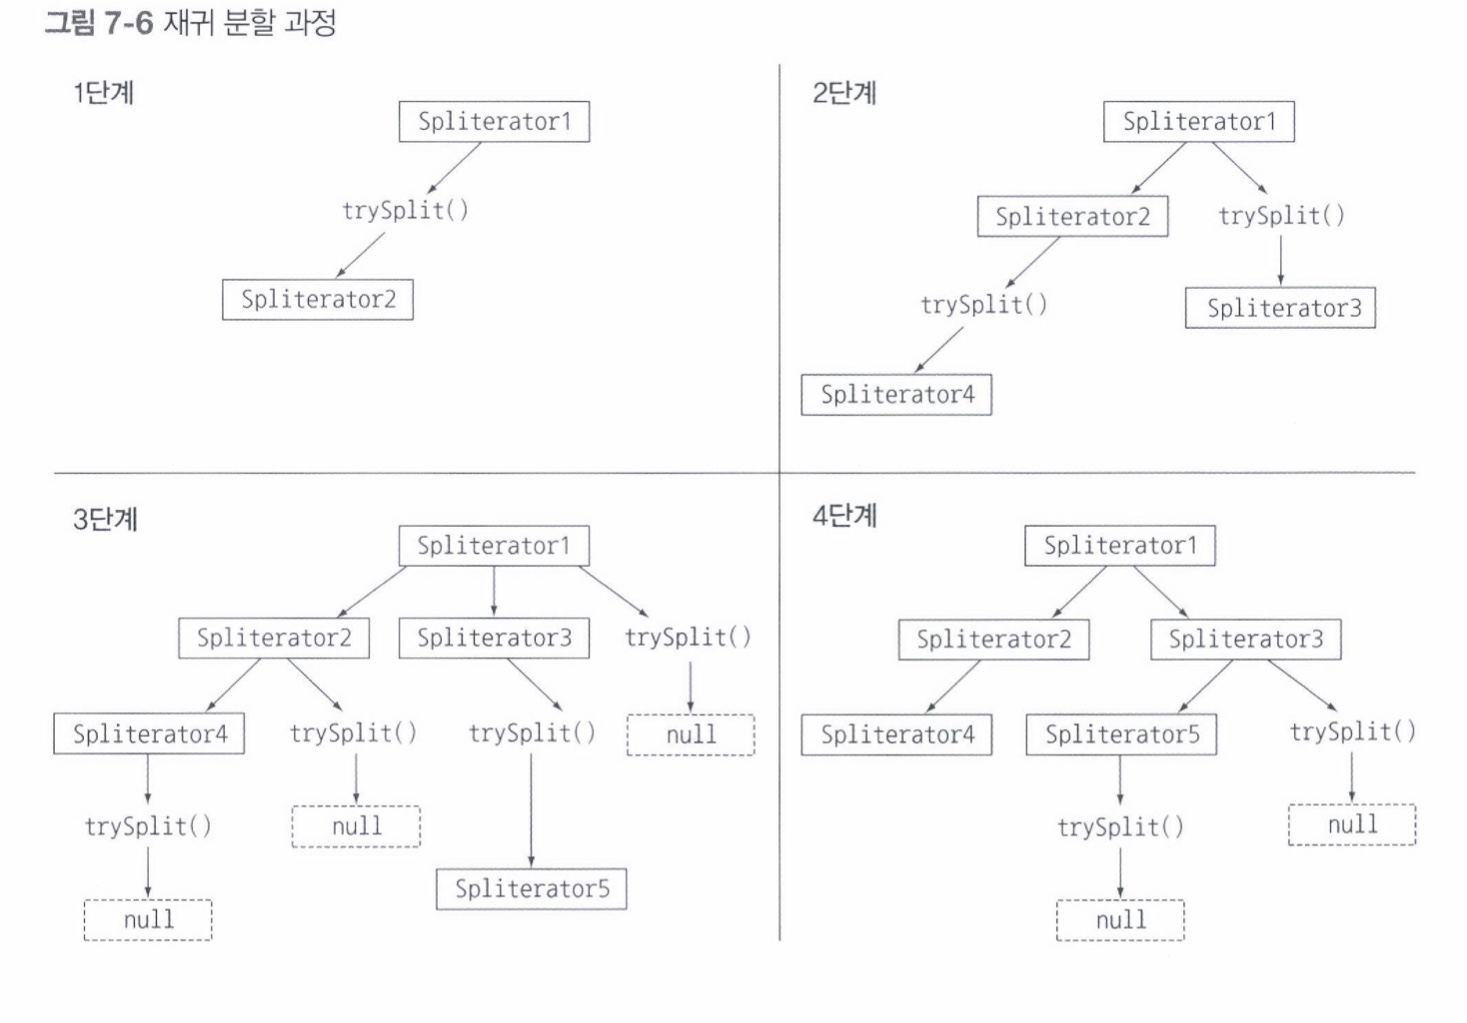 그림 7-6 재귀 분할 과정
1단계
Spliterator1
trySplit()
Spliterator2
2단계
Spliterator1
Spliterator2 trySplit()
trySplit() Spliterator3
Spliterator4
3단계
Spliterator1
Spliterator2 Spliterator3 trySplit()
Spliterator4 trySplit() trySplit() null
trySplit() null
Spliterator5
null
4단계
Spliterator1
Spliterator2 Spliterator3
Spliterator4 Spliterator5 trySplit()
trySplit() null
null